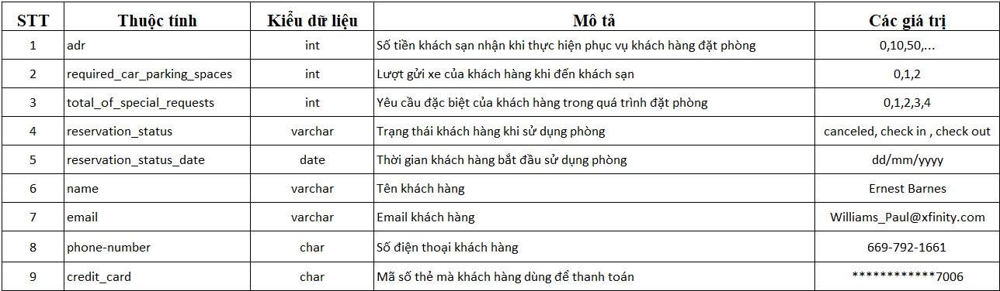 STT Thuộc tính Kiểu dữ liệu Mô tả Các giá trị
1 adr int Số tiền khách sạn nhận khi thực hiện phục vụ khách hàng đặt phòng 0,10,50,...
2 required_car_parking_spaces int Lượt gửi xe của khách hàng khi đến khách sạn 0,1,2
3 total_of_special_requests int Yêu cầu đặc biệt của khách hàng trong quá trình đặt phòng 0,1,2,3,4
4 reservation_status varchar Trạng thái khách hàng khi sử dụng phòng canceled, check in , check out
5 reservation_status_date date Thời gian khách hàng bắt đầu sử dụng phòng dd/mm/yyyy
6 name varchar Tên khách hàng Ernest Barnes
7 email varchar Email khách hàng Williams_Paul@xfinity.com
8 phone-number char Số điện thoại khách hàng 669-792-1661
9 credit_card char Mã số thẻ mà khách hàng dùng để thanh toán ************7006